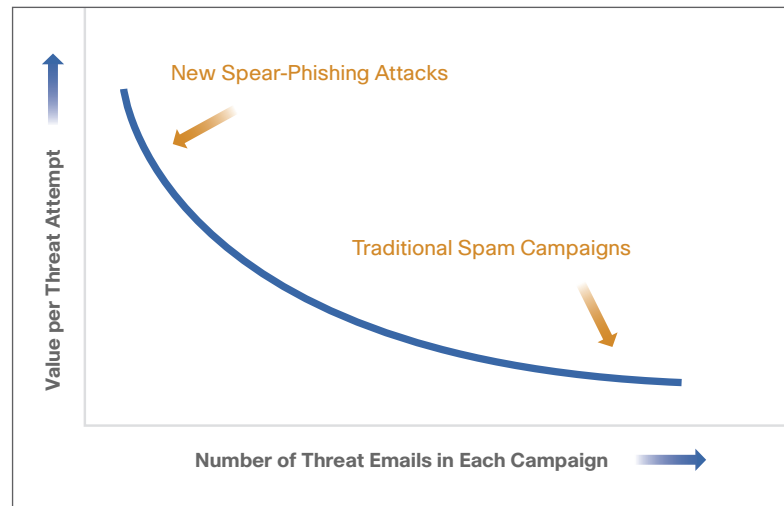 New Spear-Phishing Attacks
Value per Threat Attempt
Traditional Spam Campaigns
Number of Threat Emails in Each Campaign